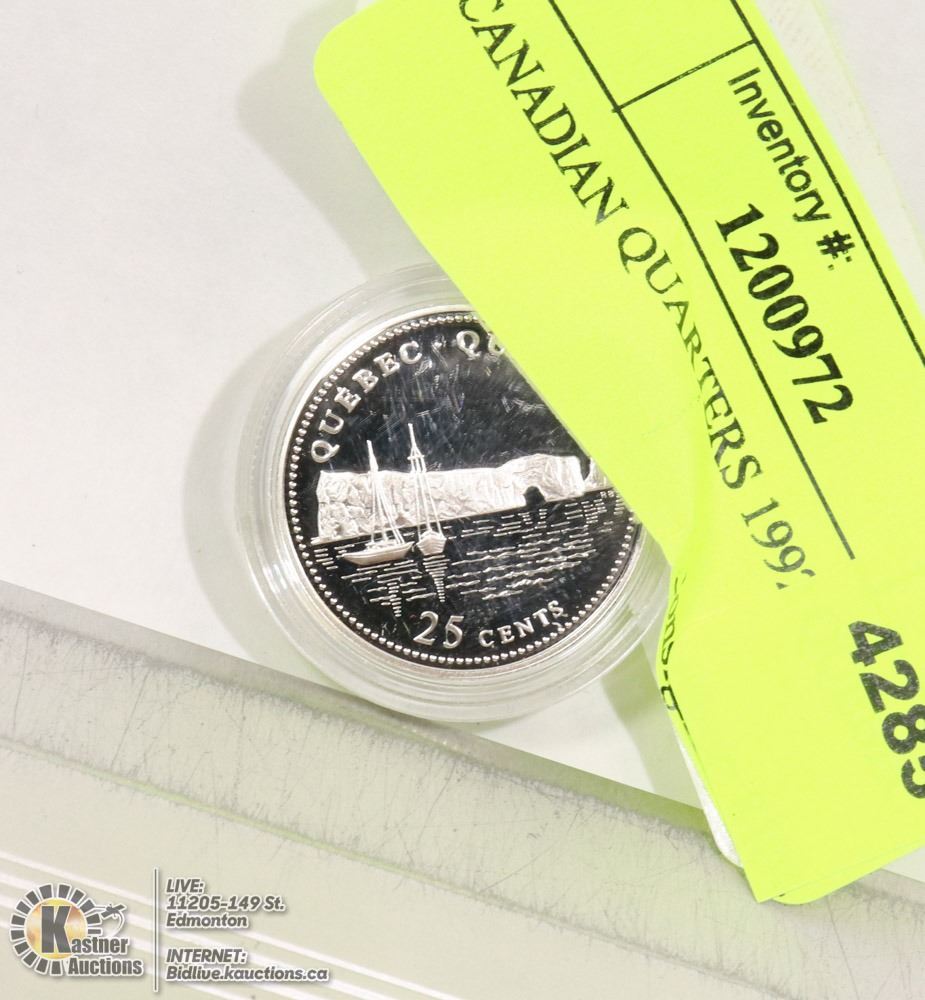 CANADIAN QUARTERS 199
Inventory #:
1200972
4285
QUÉBEC
25 CENTS
Kastner
Auctions
LIVE:
11205-149 St.
Edmonton
INTERNET:
Bidlive.kauctions.ca